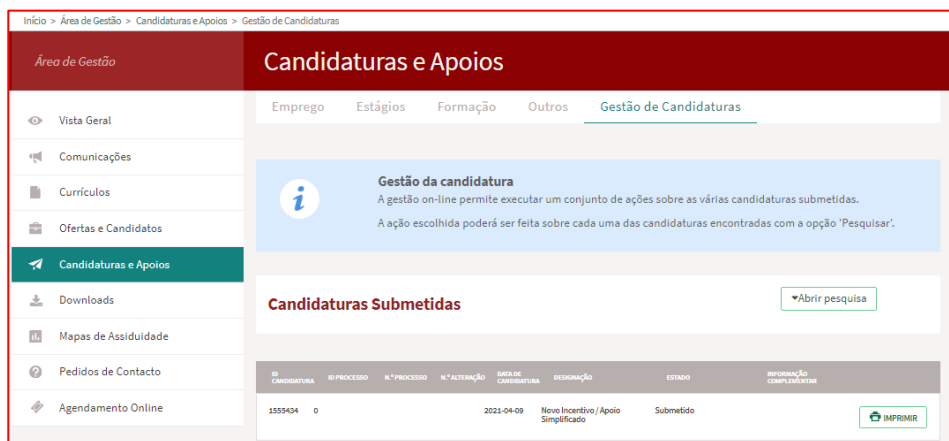 Início > Área de Gestão > Candidaturas e Apoios > Gestão de Candidaturas
Área de Gestão
Candidaturas e Apoios
Emprego Estágios Formação Outros Gestão de Candidaturas
Vista Geral
Comunicações
Currículos
Ofertas e Candidatos
Candidaturas e Apoios
Downloads
Mapas de Assiduidade
Pedidos de Contacto
Agendamento Online
Gestão da candidatura
A gestão on-line permite executar um conjunto de ações sobre as várias candidaturas submetidas.
A ação escolhida poderá ser feita sobre cada uma das candidaturas encontradas com a opção 'Pesquisar'.
Candidaturas Submetidas
Abrir pesquisa
ID CANDIDATURA ID PROCESSO N.º PROCESSO N.º ALTERAÇÃO DATA DE CANDIDATURA DESIGNAÇÃO ESTADO INFORMAÇÃO COMPLEMENTAR
1555434 0 2021-04-09 Novo Incentivo / Apoio Submetido
Simplificado
IMPRIMIR